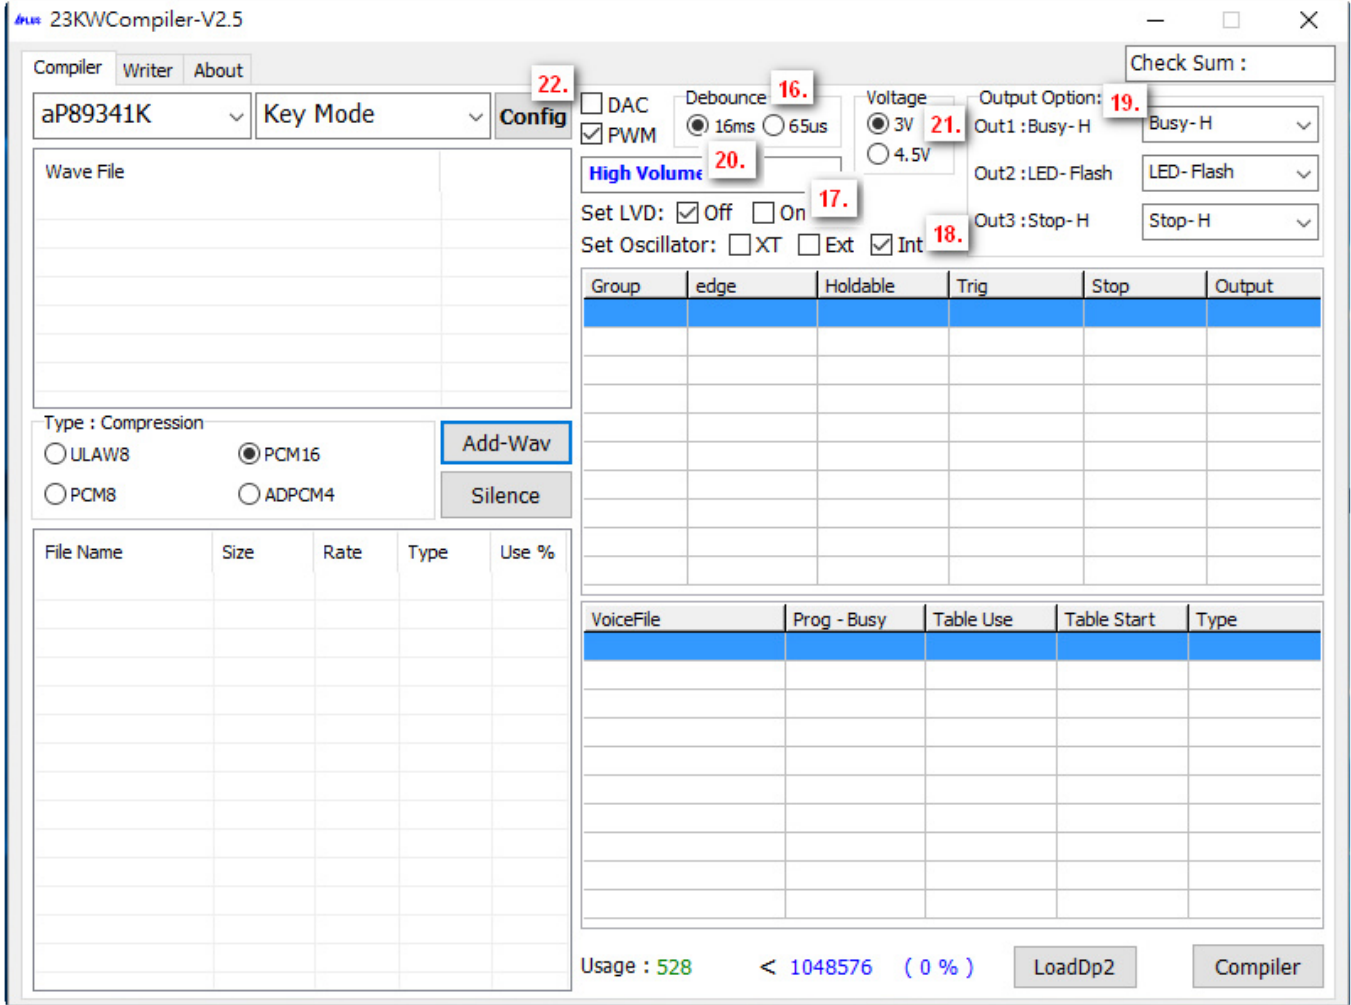 APLUS 23KWCompiler-V2.5
Compiler Writer About
Check Sum :
aP89341K Key Mode Config
22.
DAC
PWM
Debounce 16.
16ms 65us
Voltage
3V 21.
4.5V
Output Option: 19.
Out1 :Busy- H Busy- H
Out2 :LED- Flash LED- Flash
Out3 :Stop- H Stop- H
High Volume 20.
Set LVD: Off On 17.
Set Oscillator: XT Ext Int 18.
Wave File
Group edge Holdable Trig Stop Output
Type : Compression
ULAW8 PCM16
PCM8 ADPCM4
Add-Wav
Silence
File Name Size Rate Type Use %
VoiceFile Prog - Busy Table Use Table Start Type
Usage : 528 < 1048576 ( 0 % ) LoadDp2 Compiler